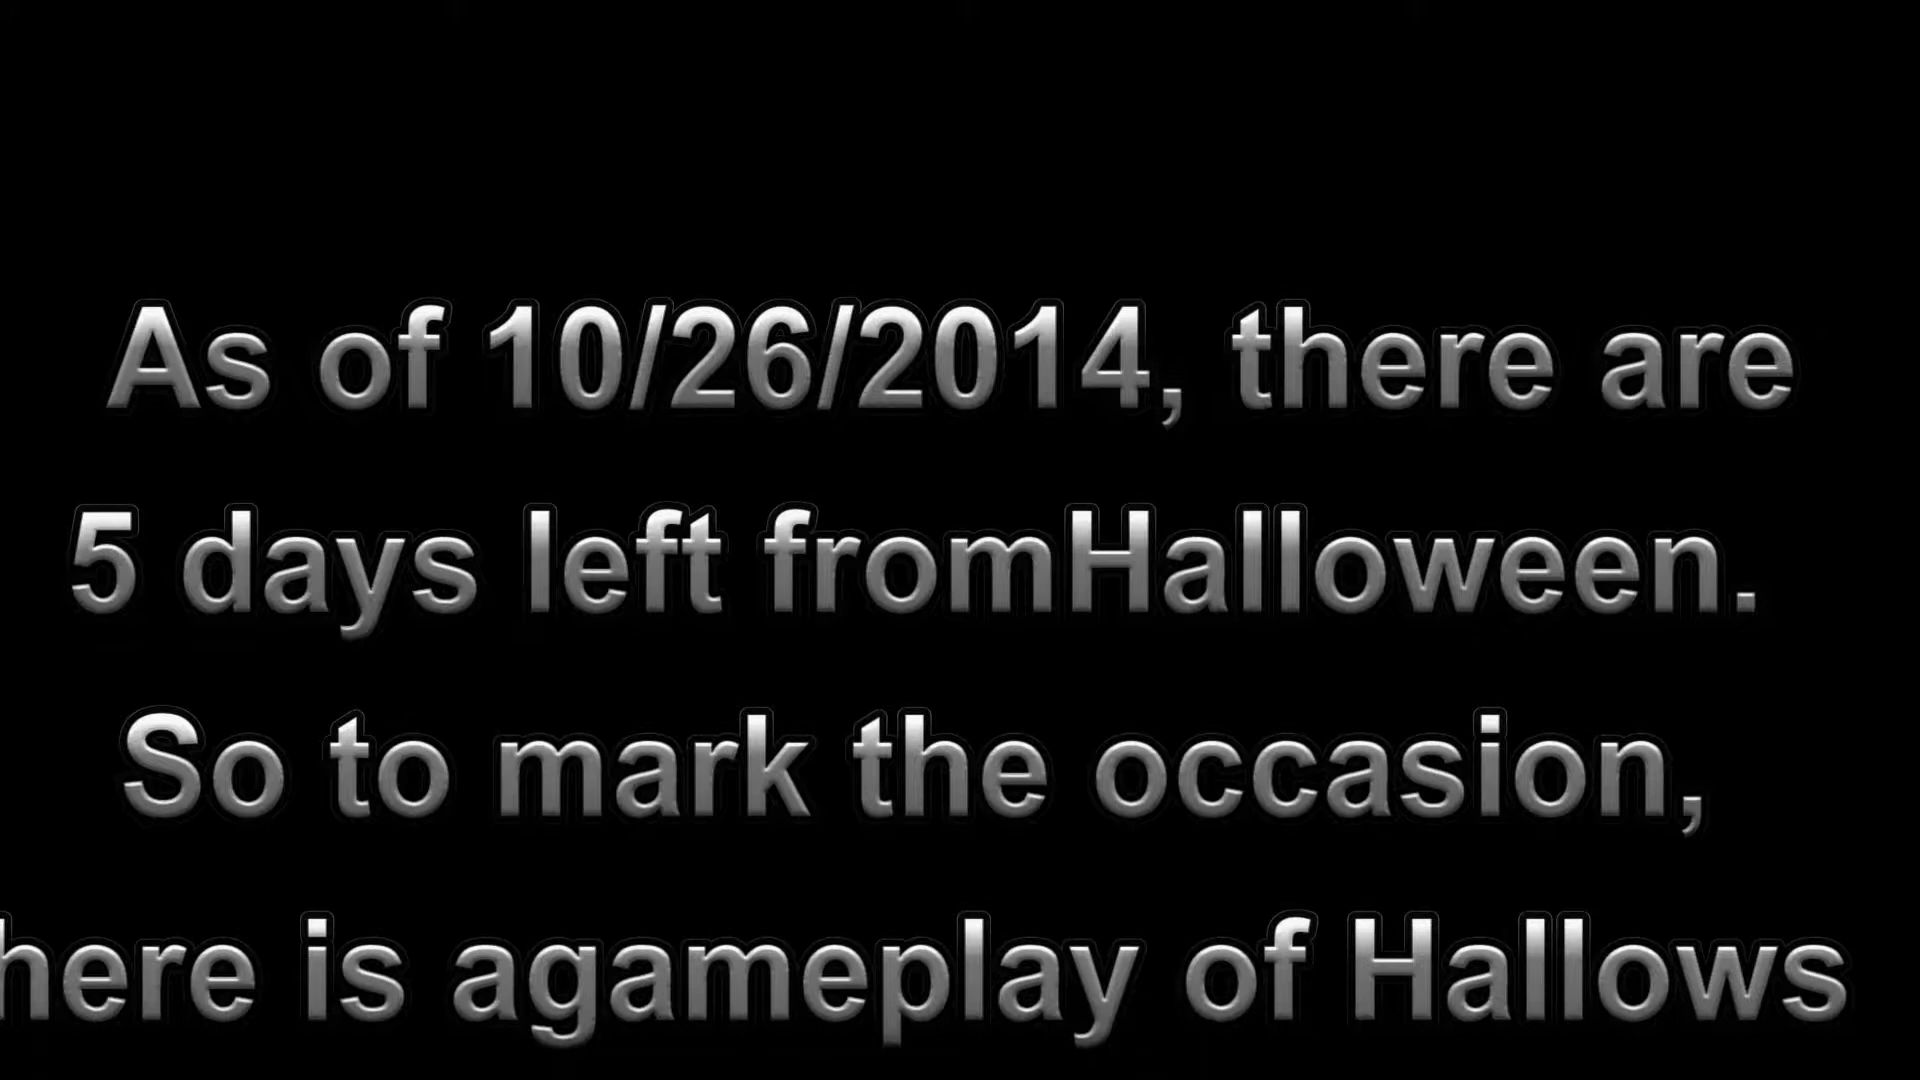 As of 10/26/2014, there are
5 days left fromHalloween.
So to mark the occasion,
here is agameplay of Hallows